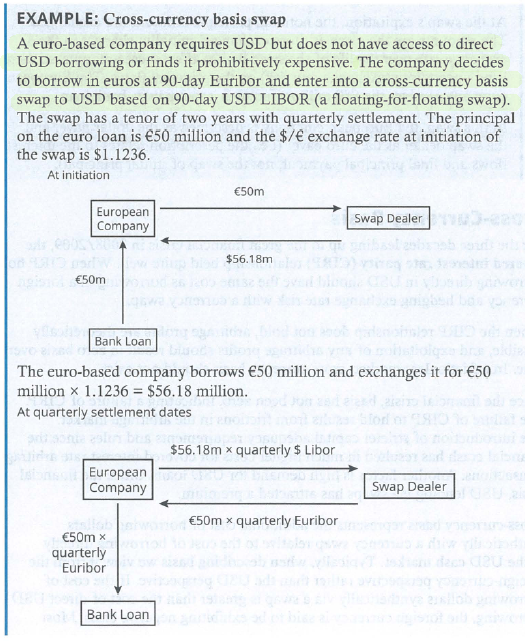 EXAMPLE: Cross-currency basis swap
A euro-based company requires USD but does not have access to direct
USD borrowing or finds it prohibitively expensive. The company decides
to borrow in euros at 90-day Euribor and enter into a cross-currency basis
swap to USD based on 90-day USD LIBOR (a floating-for-floating swap).
The swap has a tenor of two years with quarterly settlement. The principal
on the euro loan is €50 million and the $/€ exchange rate at initiation of
the swap is $1.1236.
At initiation
€50m
European
Company
Swap Dealer
$56.18m
€50m
Bank Loan
The euro-based company borrows €50 million and exchanges it for €50
million × 1.1236 = $56.18 million.
At quarterly settlement dates
$56.18m × quarterly $ Libor
European
Company
Swap Dealer
€50m × quarterly Euribor
€50m ×
quarterly
Euribor
Bank Loan